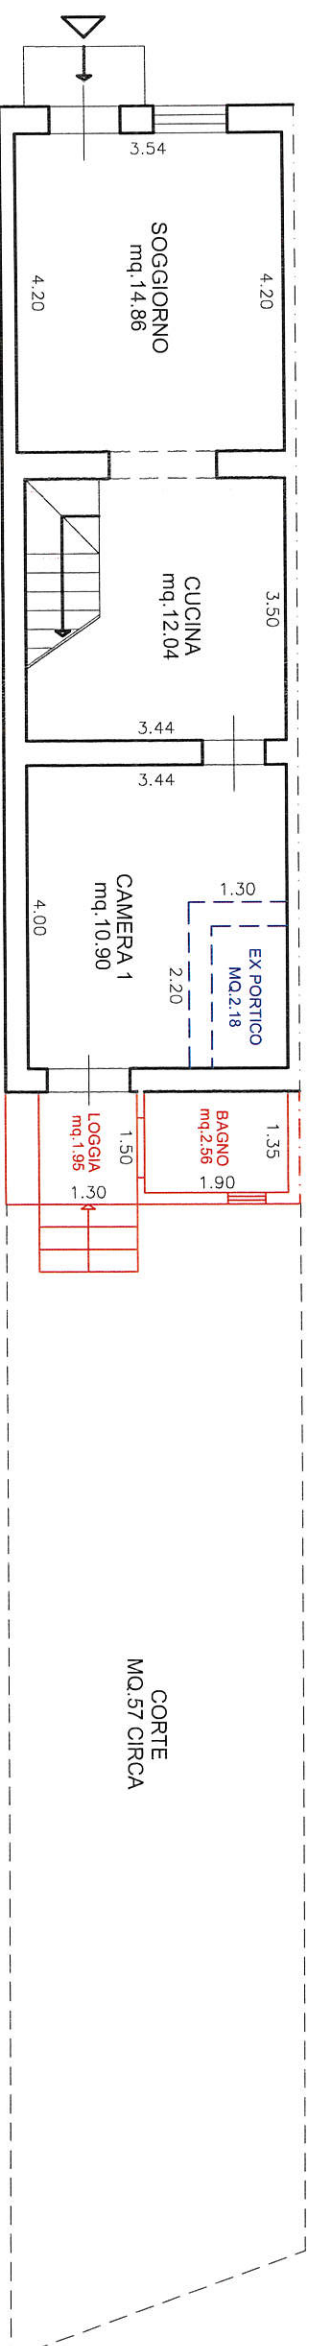 3.54
SOGGIORNO
mq.14.86
4.20
4.20
CUCINA
mq.12.04
3.50
3.44
3.44
CAMERA 1
mq.10.90
4.00
1.30
2.20
EX PORTICO
MQ.2.18
BAGNO
mq.2.56
1.35
1.90
LOGGIA
mq.1.95
1.50
1.30
CORTE
MQ.57 CIRCA